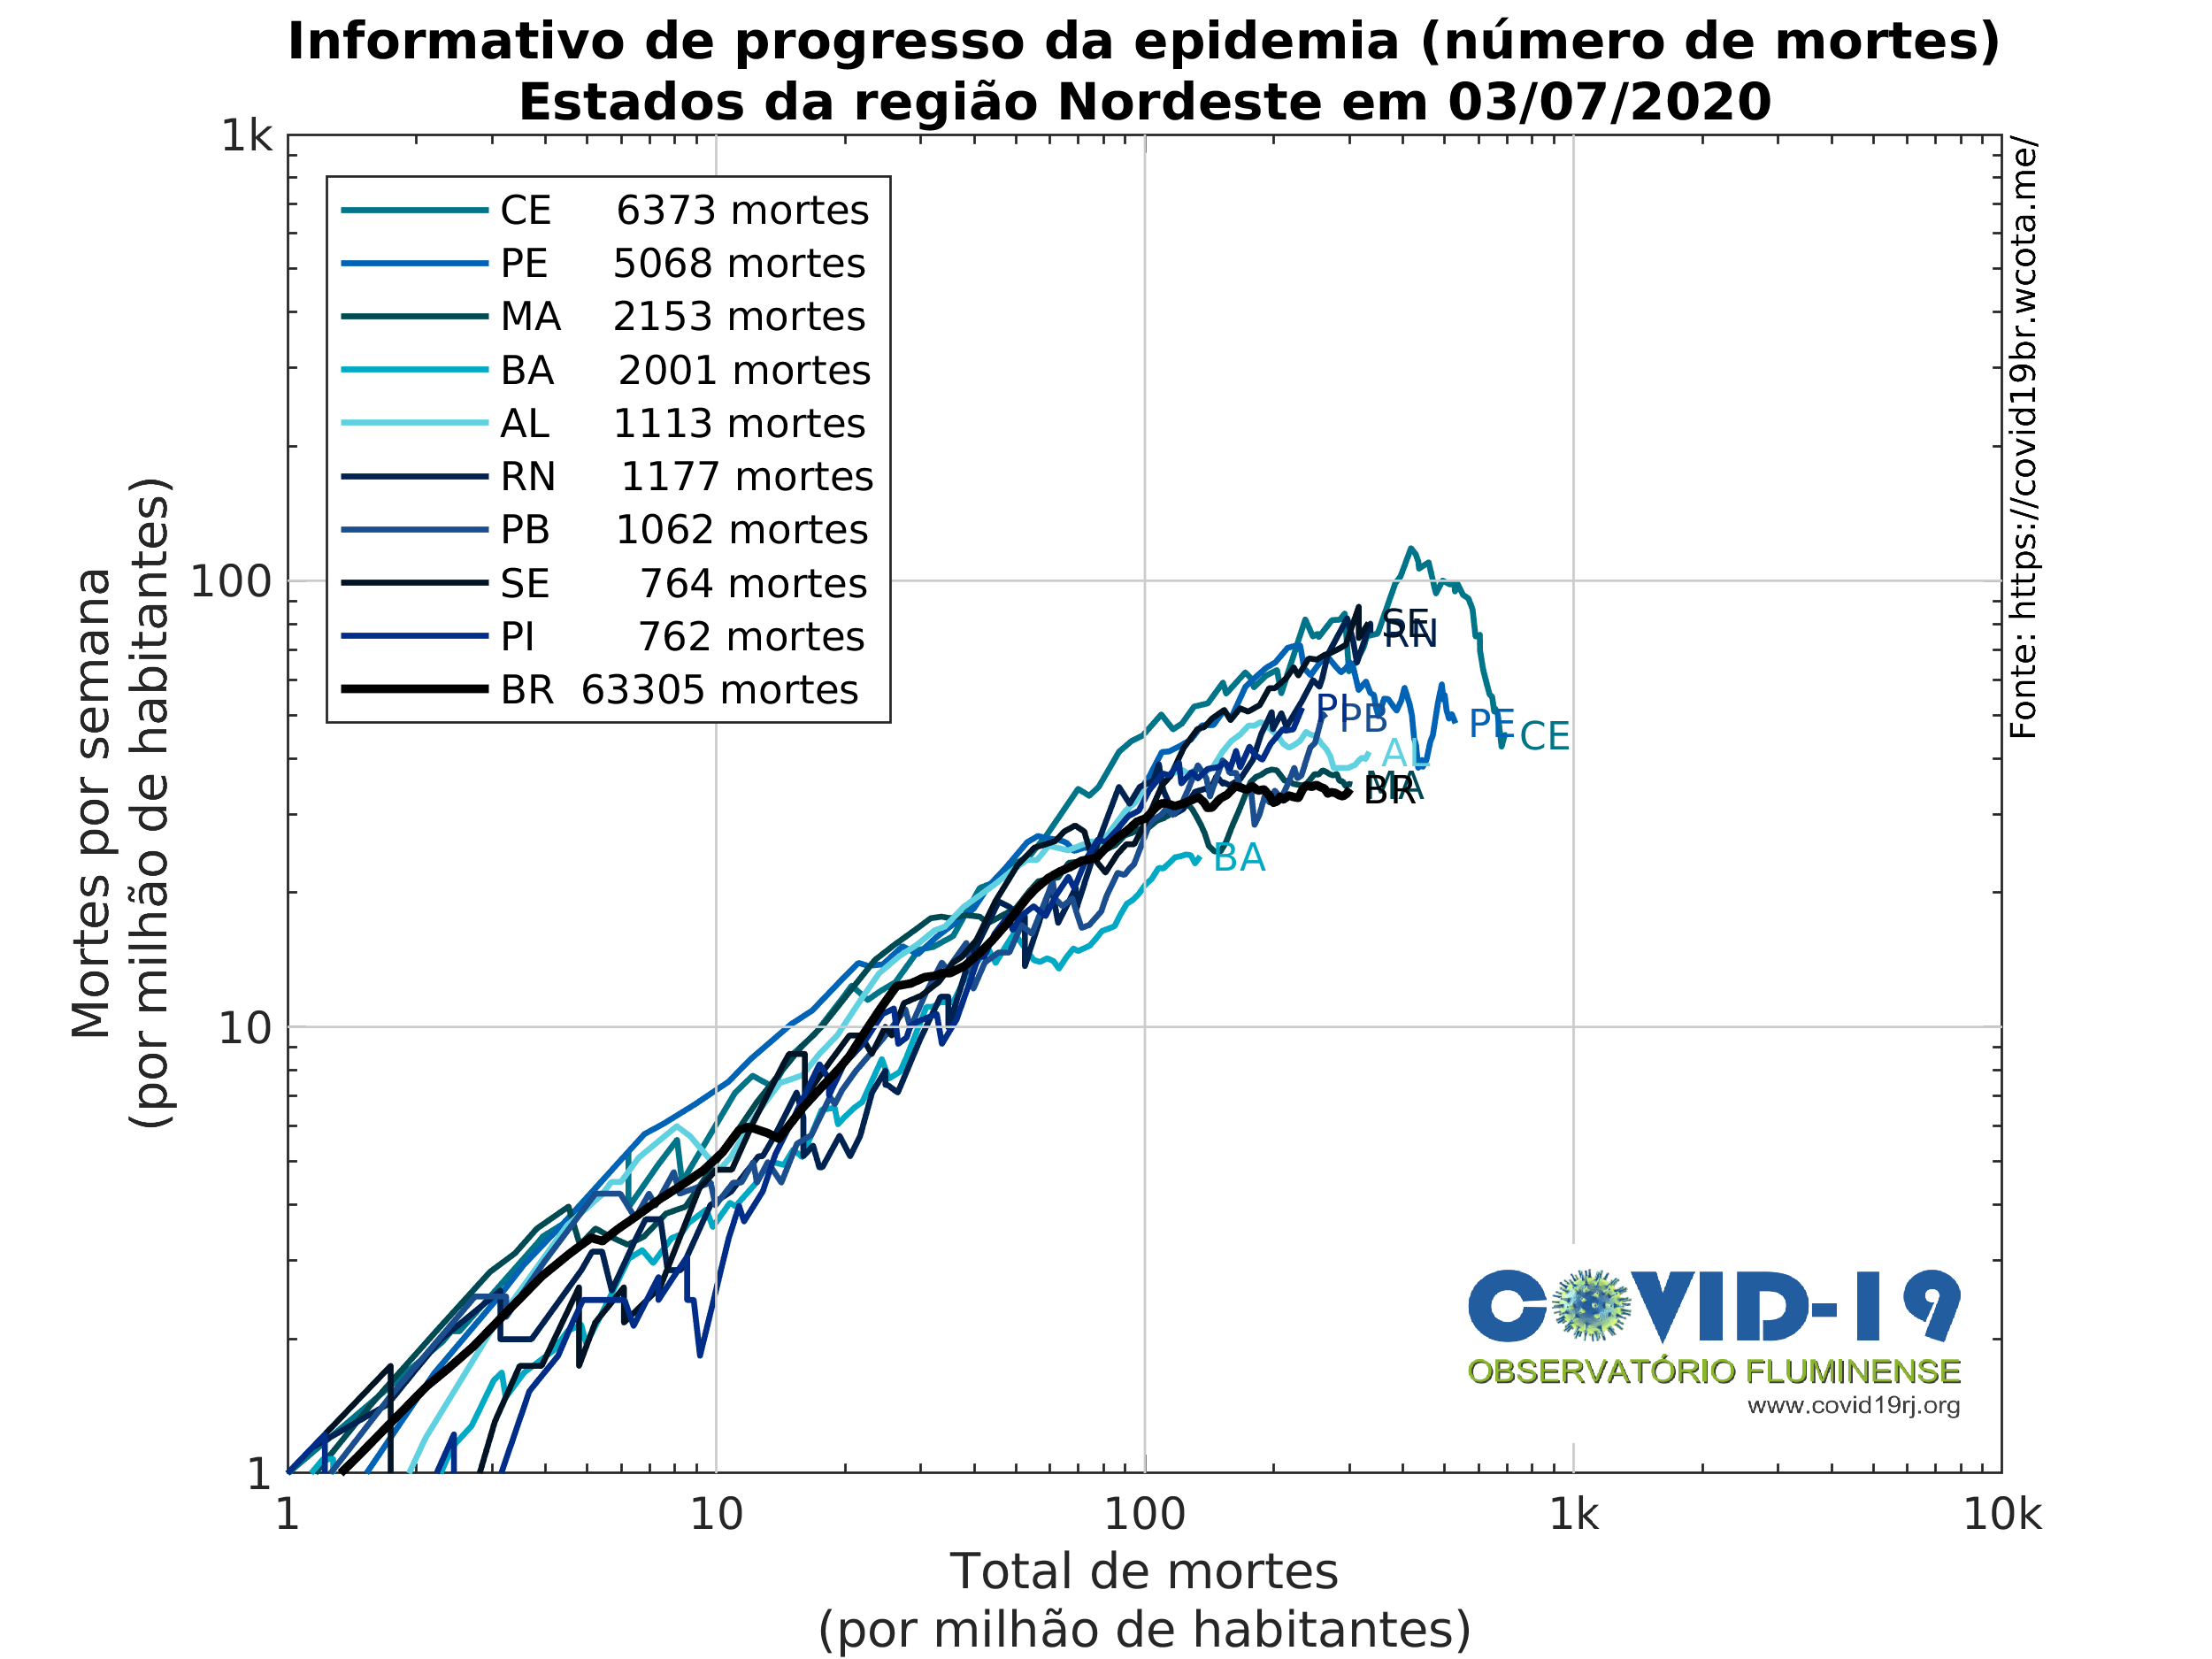 Informativo de progresso da epidemia (número de mortes)
Estados da região Nordeste em 03/07/2020
1k
100
10
1
Mortes por semana
(por milhão de habitantes)
CE 6373 mortes
PE 5068 mortes
MA 2153 mortes
BA 2001 mortes
AL 1113 mortes
RN 1177 mortes
PB 1062 mortes
SE 764 mortes
PI 762 mortes
BR 63305 mortes
SE
RN
PI
PB
PE
CE
AL
MA
BR
BA
Fonte: https://covid19br.wcota.me/
COVID-19
OBSERVATÓRIO FLUMINENSE
www.covid19rj.org
1
10
100
1k
10k
Total de mortes
(por milhão de habitantes)